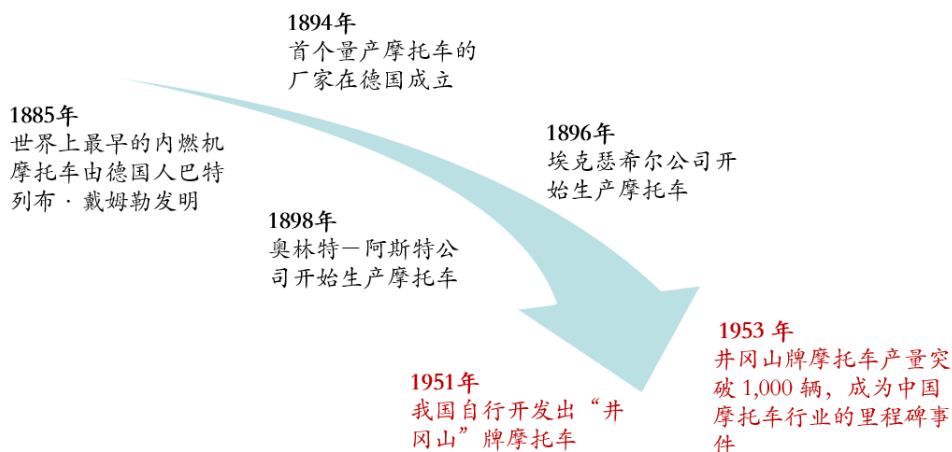 1885年
世界上最早的内燃机
摩托车由德国人巴特
列布·戴姆勒发明
1894年
首个量产摩托车的
厂家在德国成立
1896年
埃克瑟希尔公司开
始生产摩托车
1898年
奥林特－阿斯特公
司开始生产摩托车
1951年
我国自行开发出“井
冈山”牌摩托车
1953 年
井冈山牌摩托车产量突
破 1,000 辆，成为中国
摩托车行业的里程碑事
件